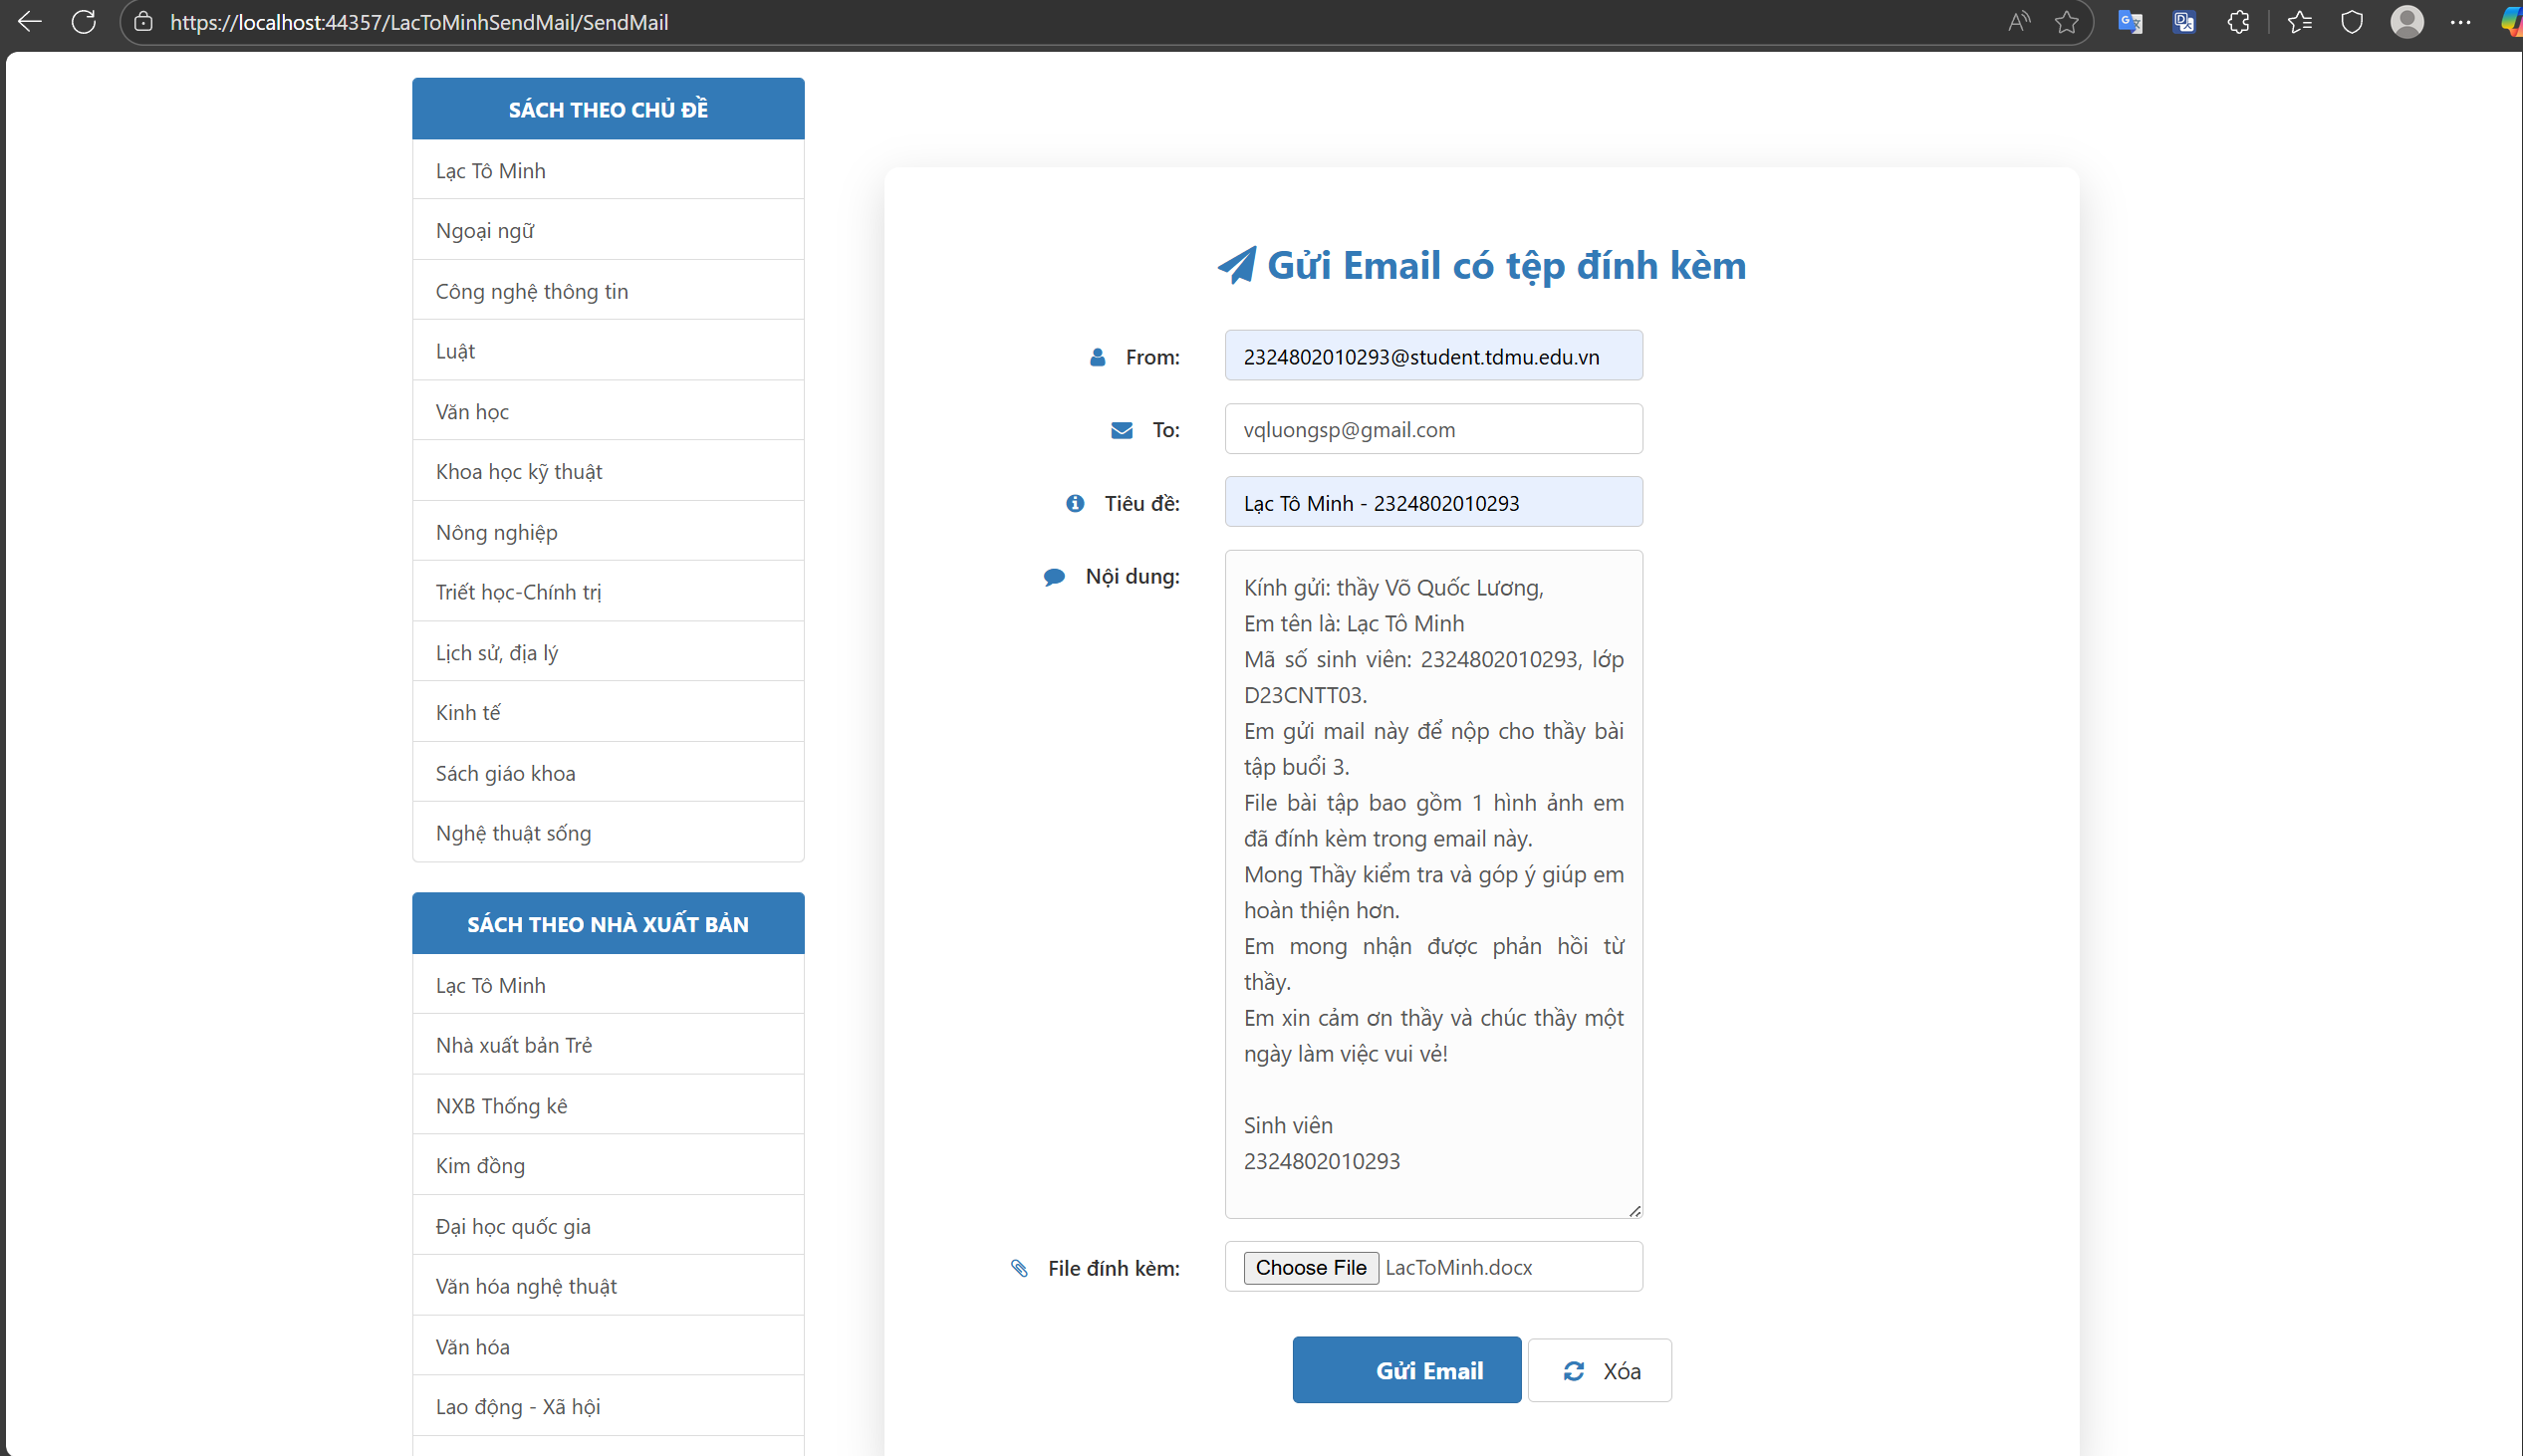 https://localhost:44357/LacToMinhSendMail/SendMail
SÁCH THEO CHỦ ĐỀ
Lạc Tô Minh
Ngoại ngữ
Công nghệ thông tin
Luật
Văn học
Khoa học kỹ thuật
Nông nghiệp
Triết học-Chính trị
Lịch sử, địa lý
Kinh tế
Sách giáo khoa
Nghệ thuật sống
SÁCH THEO NHÀ XUẤT BẢN
Lạc Tô Minh
Nhà xuất bản Trẻ
NXB Thống kê
Kim đồng
Đại học quốc gia
Văn hóa nghệ thuật
Văn hóa
Lao động - Xã hội
Gửi Email có tệp đính kèm
From: 2324802010293@student.tdmu.edu.vn
To: vqluongsp@gmail.com
Tiêu đề: Lạc Tô Minh - 2324802010293
Nội dung:
Kính gửi: thầy Võ Quốc Lương,
Em tên là: Lạc Tô Minh
Mã số sinh viên: 2324802010293, lớp
D23CNTT03.
Em gửi mail này để nộp cho thầy bài
tập buổi 3.
File bài tập bao gồm 1 hình ảnh em
đã đính kèm trong email này.
Mong Thầy kiểm tra và góp ý giúp em
hoàn thiện hơn.
Em mong nhận được phản hồi từ
thầy.
Em xin cảm ơn thầy và chúc thầy một
ngày làm việc vui vẻ!
Sinh viên
2324802010293
File đính kèm: Choose File LacToMinh.docx
Gửi Email Xóa